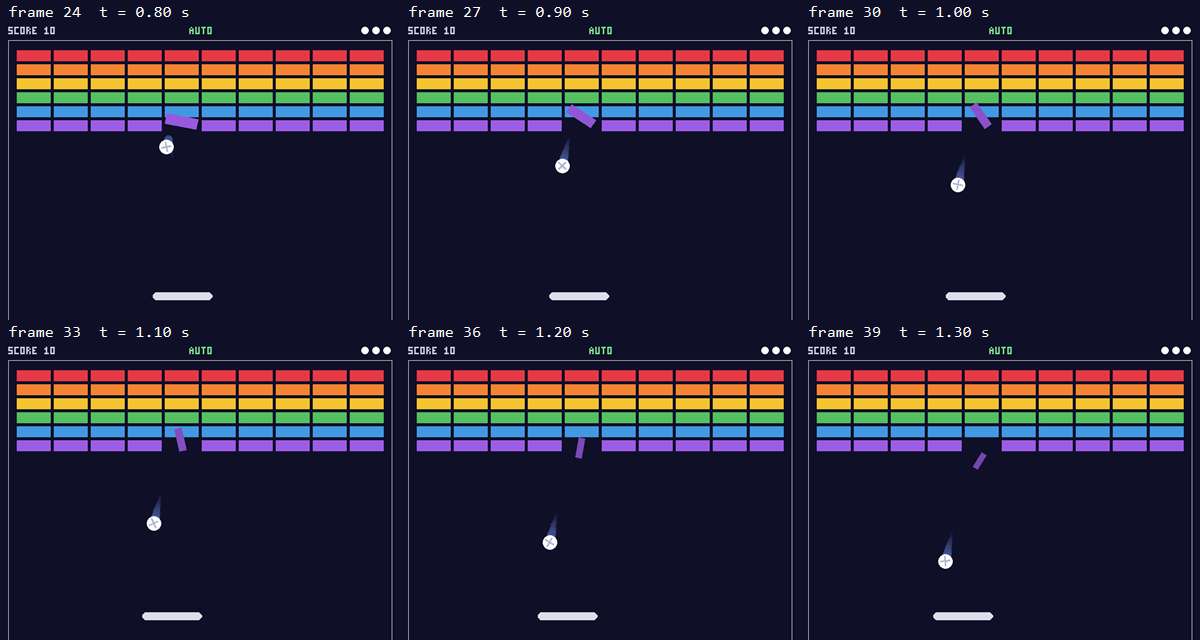 frame 24  t = 0.80 s
SCORE 10 AUTO
frame 27  t = 0.90 s
SCORE 10 AUTO
frame 30  t = 1.00 s
SCORE 10 AUTO
frame 33  t = 1.10 s
SCORE 10 AUTO
frame 36  t = 1.20 s
SCORE 10 AUTO
frame 39  t = 1.30 s
SCORE 10 AUTO